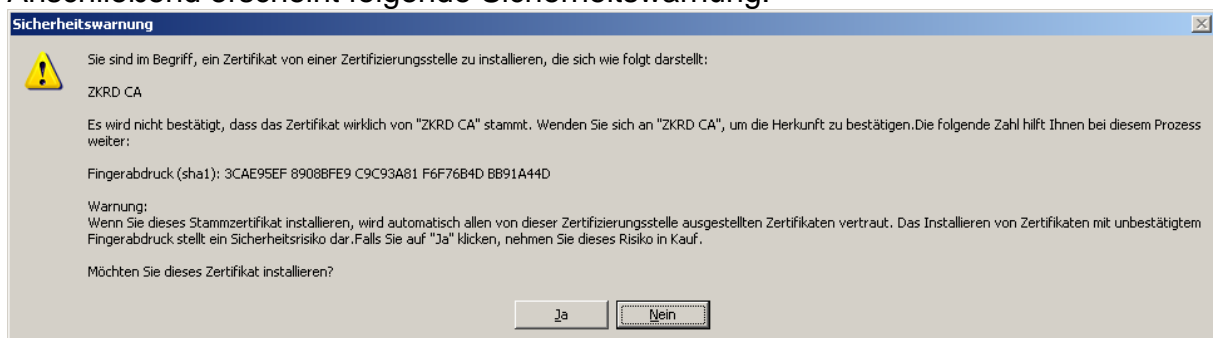 Anschließend erscheint folgende Sicherheitswarnung:
Sicherheitswarnung
Sie sind im Begriff, ein Zertifikat von einer Zertifizierungsstelle zu installieren, die sich wie folgt darstellt:
ZKRD CA
Es wird nicht bestätigt, dass das Zertifikat wirklich von "ZKRD CA" stammt. Wenden Sie sich an "ZKRD CA", um die Herkunft zu bestätigen.Die folgende Zahl hilft Ihnen bei diesem Prozess
weiter:
Fingerabdruck (sha1): 3CAE95EF 8908BFE9 C9C93A81 F6F76B4D BB91A44D
Warnung:
Wenn Sie dieses Stammzertifikat installieren, wird automatisch allen von dieser Zertifizierungsstelle ausgestellten Zertifikaten vertraut. Das Installieren von Zertifikaten mit unbestätigtem
Fingerabdruck stellt ein Sicherheitsrisiko dar.Falls Sie auf "Ja" klicken, nehmen Sie dieses Risiko in Kauf.
Möchten Sie dieses Zertifikat installieren?
Ja Nein